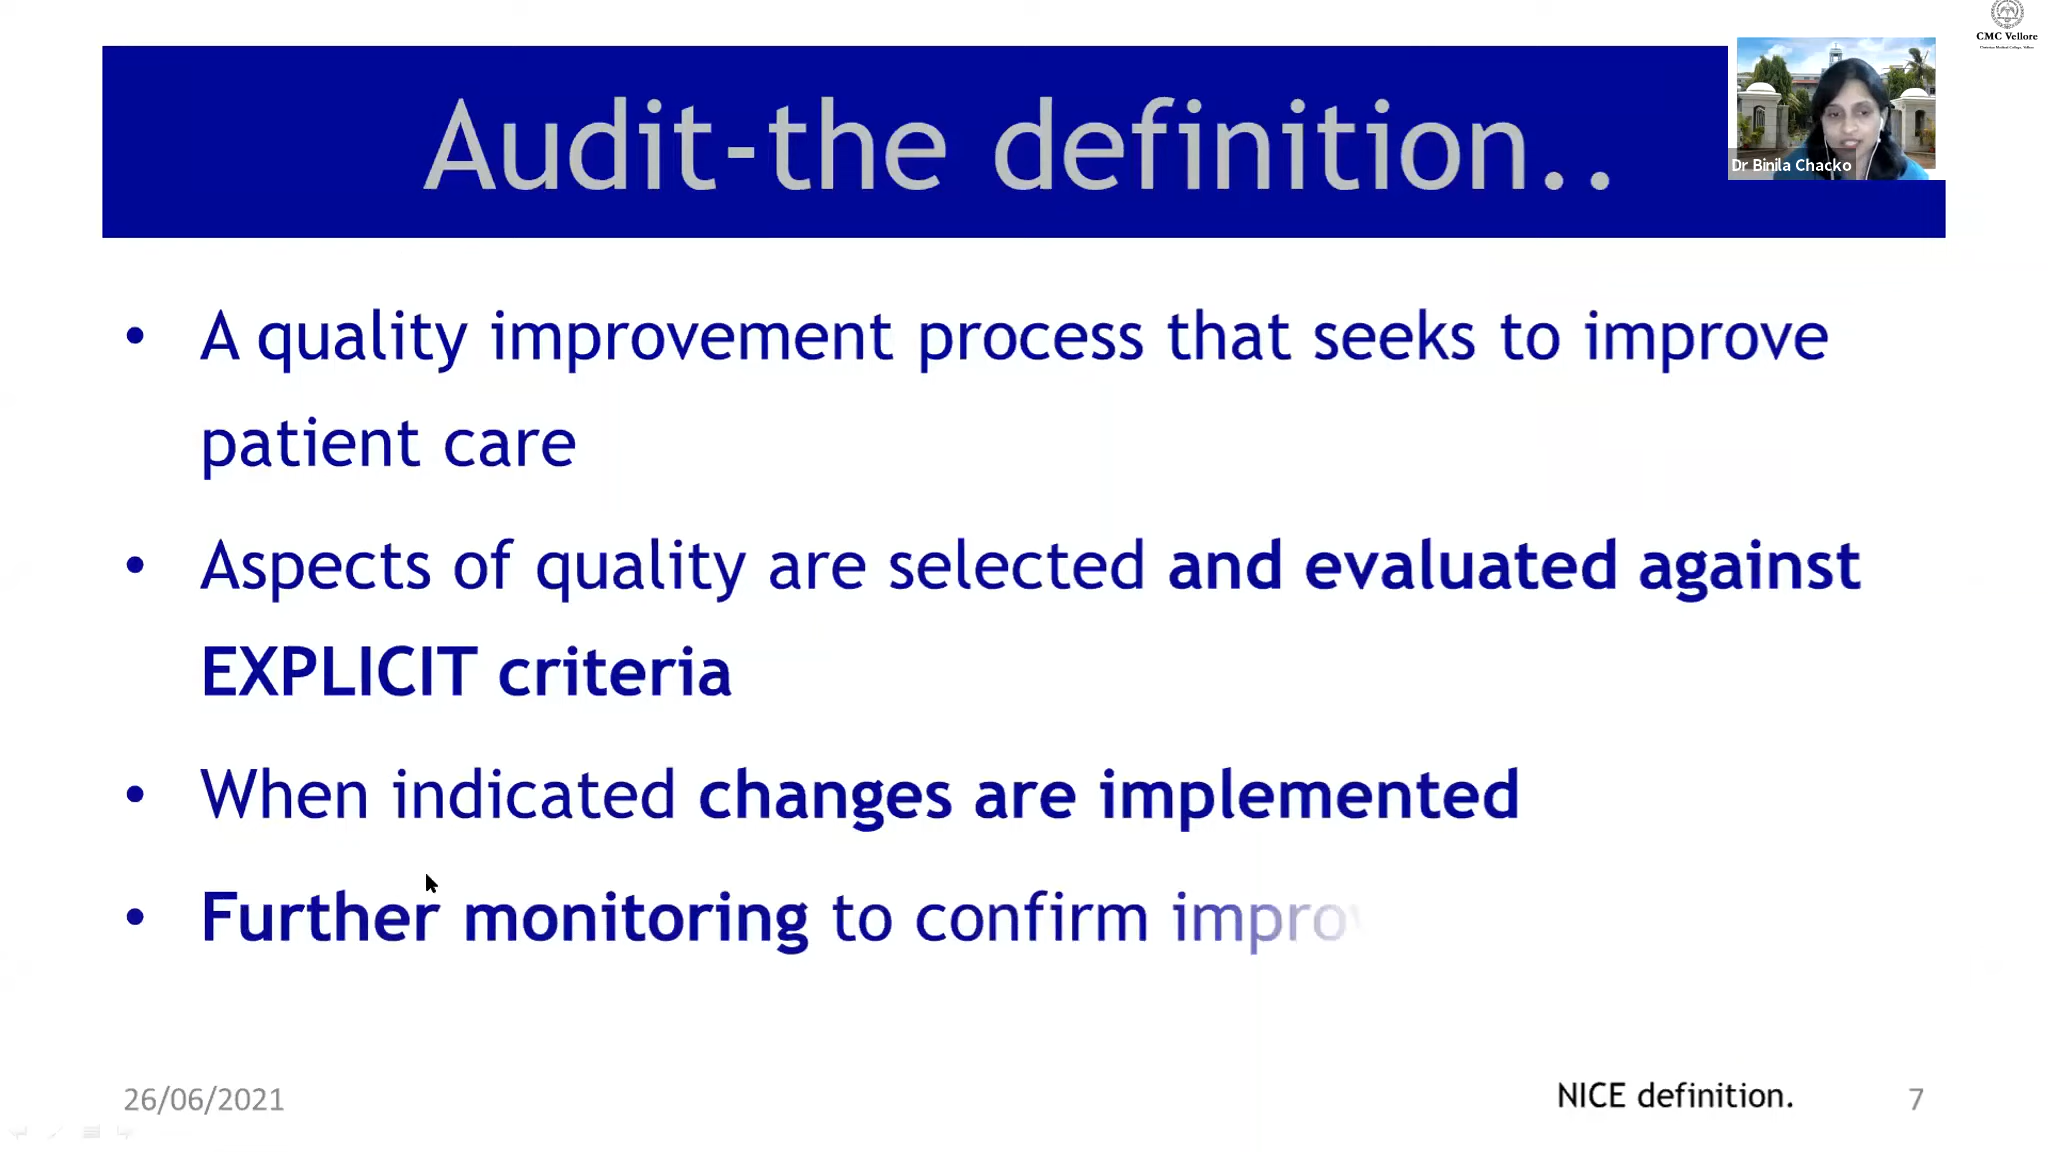 CMC Vellore
Audit-the definition..
Dr Binila Chacko
• A quality improvement process that seeks to improve
patient care
• Aspects of quality are selected and evaluated against
EXPLICIT criteria
• When indicated changes are implemented
• Further monitoring to confirm
26/06/2021
NICE definition.
7